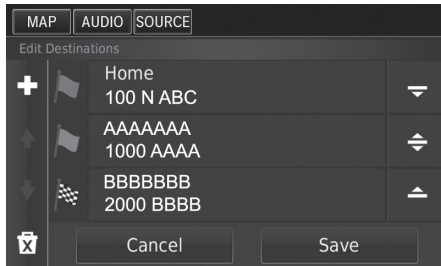 MAP AUDIO SOURCE
Edit Destinations
Home
100 N ABC
AAAAAAA
1000 AAAA
BBBBBBB
2000 BBBB
Cancel Save